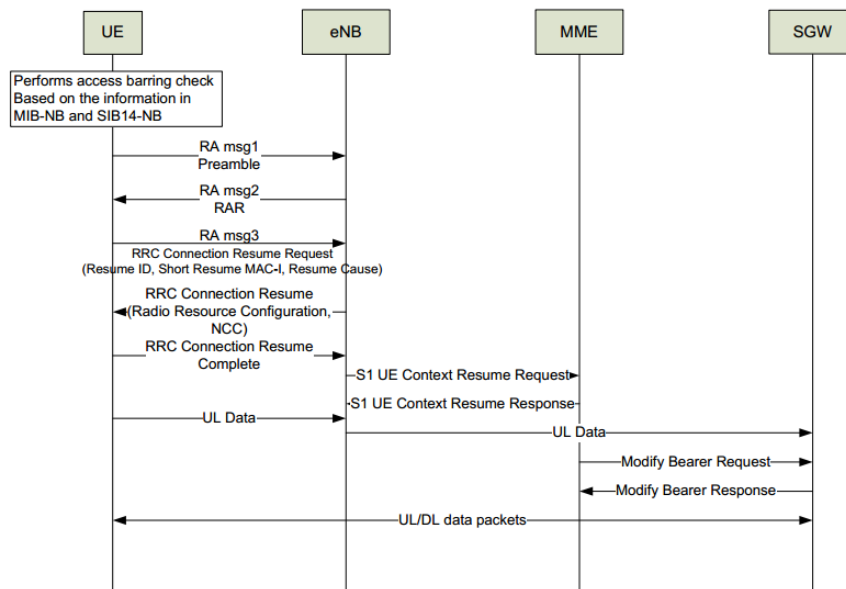 UE
eNB
MME
SGW
Performs access barring check
Based on the information in
MIB-NB and SIB14-NB
RA msg1
Preamble
RA msg2
RAR
RA msg3
RRC Connection Resume Request
(Resume ID, Short Resume MAC-I, Resume Cause)
RRC Connection Resume
(Radio Resource Configuration,
NCC)
RRC Connection Resume
Complete
S1 UE Context Resume Request
S1 UE Context Resume Response
UL Data
UL Data
Modify Bearer Request
Modify Bearer Response
UL/DL data packets